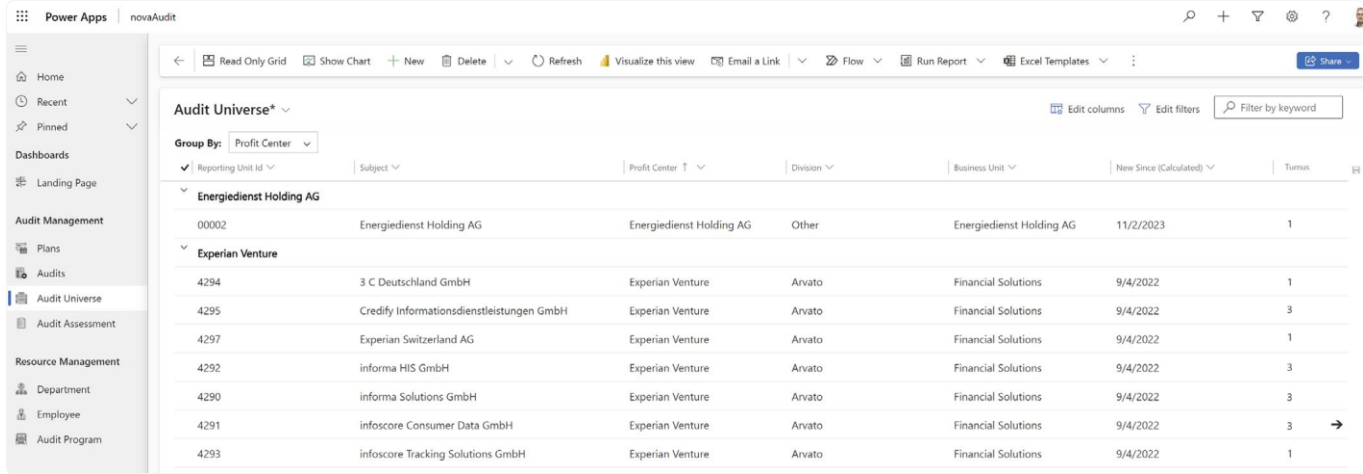 Power Apps novaAudit
Home
Recent
Pinned
Dashboards
Landing Page
Audit Management
Plans
Audits
Audit Universe
Audit Assessment
Resource Management
Department
Employee
Audit Program
Read Only Grid Show Chart New Delete Refresh Visualize this view Email a Link Flow Run Report Excel Templates Share
Audit Universe* Edit columns Edit filters Filter by keyword
Group By: Profit Center
Reporting Unit Id Subject Profit Center Division Business Unit New Since (Calculated) Turnus
Energiedienst Holding AG
00002 Energiedienst Holding AG Energiedienst Holding AG Other Energiedienst Holding AG 11/2/2023 1
Experian Venture
4294 3 C Deutschland GmbH Experian Venture Arvato Financial Solutions 9/4/2022 1
4295 Credify Informationsdienstleistungen GmbH Experian Venture Arvato Financial Solutions 9/4/2022 3
4297 Experian Switzerland AG Experian Venture Arvato Financial Solutions 9/4/2022 1
4292 informa HIS GmbH Experian Venture Arvato Financial Solutions 9/4/2022 3
4290 informa Solutions GmbH Experian Venture Arvato Financial Solutions 9/4/2022 3
4291 infoscore Consumer Data GmbH Experian Venture Arvato Financial Solutions 9/4/2022 3
4293 infoscore Tracking Solutions GmbH Experian Venture Arvato Financial Solutions 9/4/2022 1